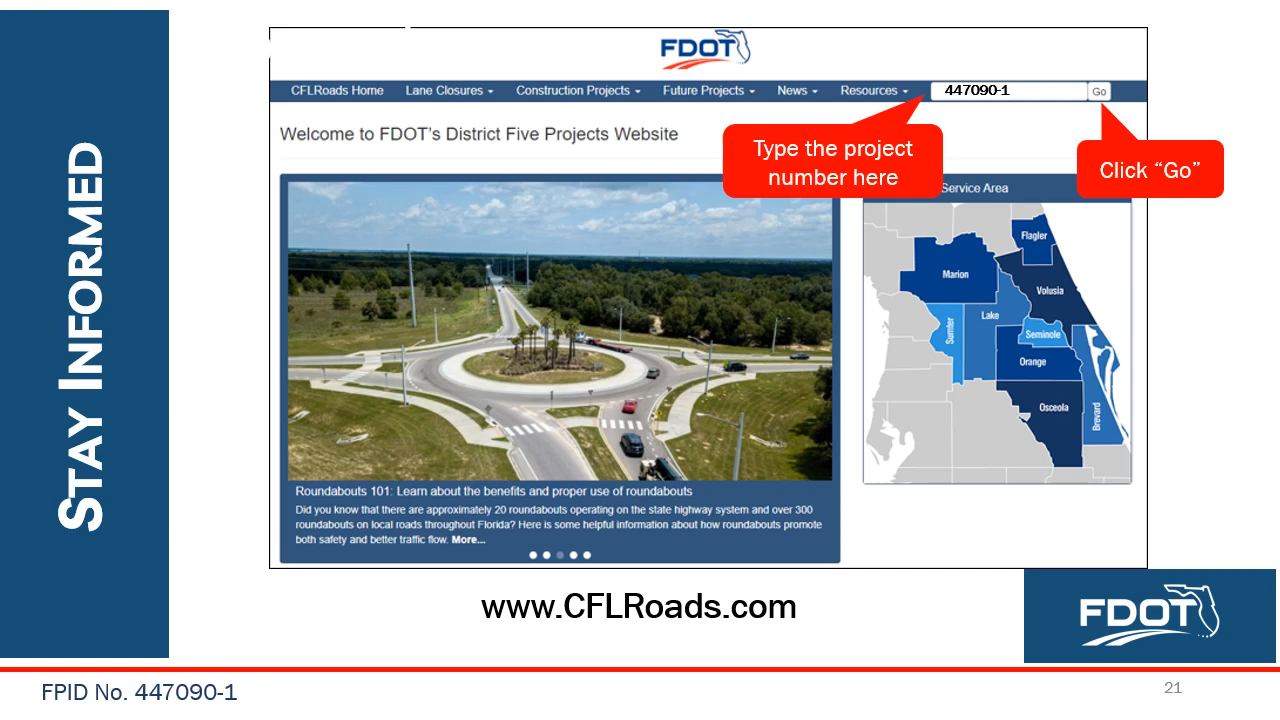 STAY INFORMED
FDOT
CFLRoads Home Lane Closures Construction Projects Future Projects News Resources 447090-1 Go
Welcome to FDOT's District Five Projects Website
Type the project
number here
Click “Go”
Service Area
Flagler
Marion
Volusia
Lake
Sumter
Seminole
Orange
Osceola
Brevard
Roundabouts 101: Learn about the benefits and proper use of roundabouts
Did you know that there are approximately 20 roundabouts operating on the state highway system and over 300
roundabouts on local roads throughout Florida? Here is some helpful information about how roundabouts promote
both safety and better traffic flow. More...
www.CFLRoads.com
FDOT
FPID No. 447090-1
21